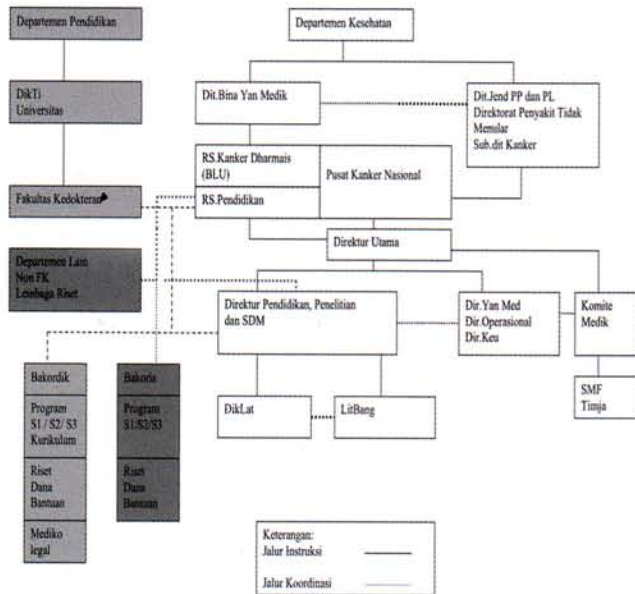 Departemen Pendidikan
Departemen Kesehatan
DikTi
Universitas
Dit.Bina Yan Medik
Dit.Jend PP dan PL
Direktorat Penyakit Tidak
Menular
Sub.dit Kanker
RS.Kanker Dharmais
(BLU)
Pusat Kanker Nasional
RS.Pendidikan
Fakultas Kedokteran
Direktur Utama
Departemen Lain
Non FK
Lembaga Riset
Direktur Pendidikan, Penelitian
dan SDM
Dir.Yan Med
Dir.Operasional
Dir.Keu
Komite
Medik
Bakordik
Program
S1 / S2/ S3
Kurikulum
Riset
Dana
Bantuan
Mediko
legal
Bakoris
Program
S1/S2/S3
Riset
Dana
Bantuan
DikLat
LitBang
SMF
Timja
Keterangan:
Jalur Instruksi
Jalur Koordinasi